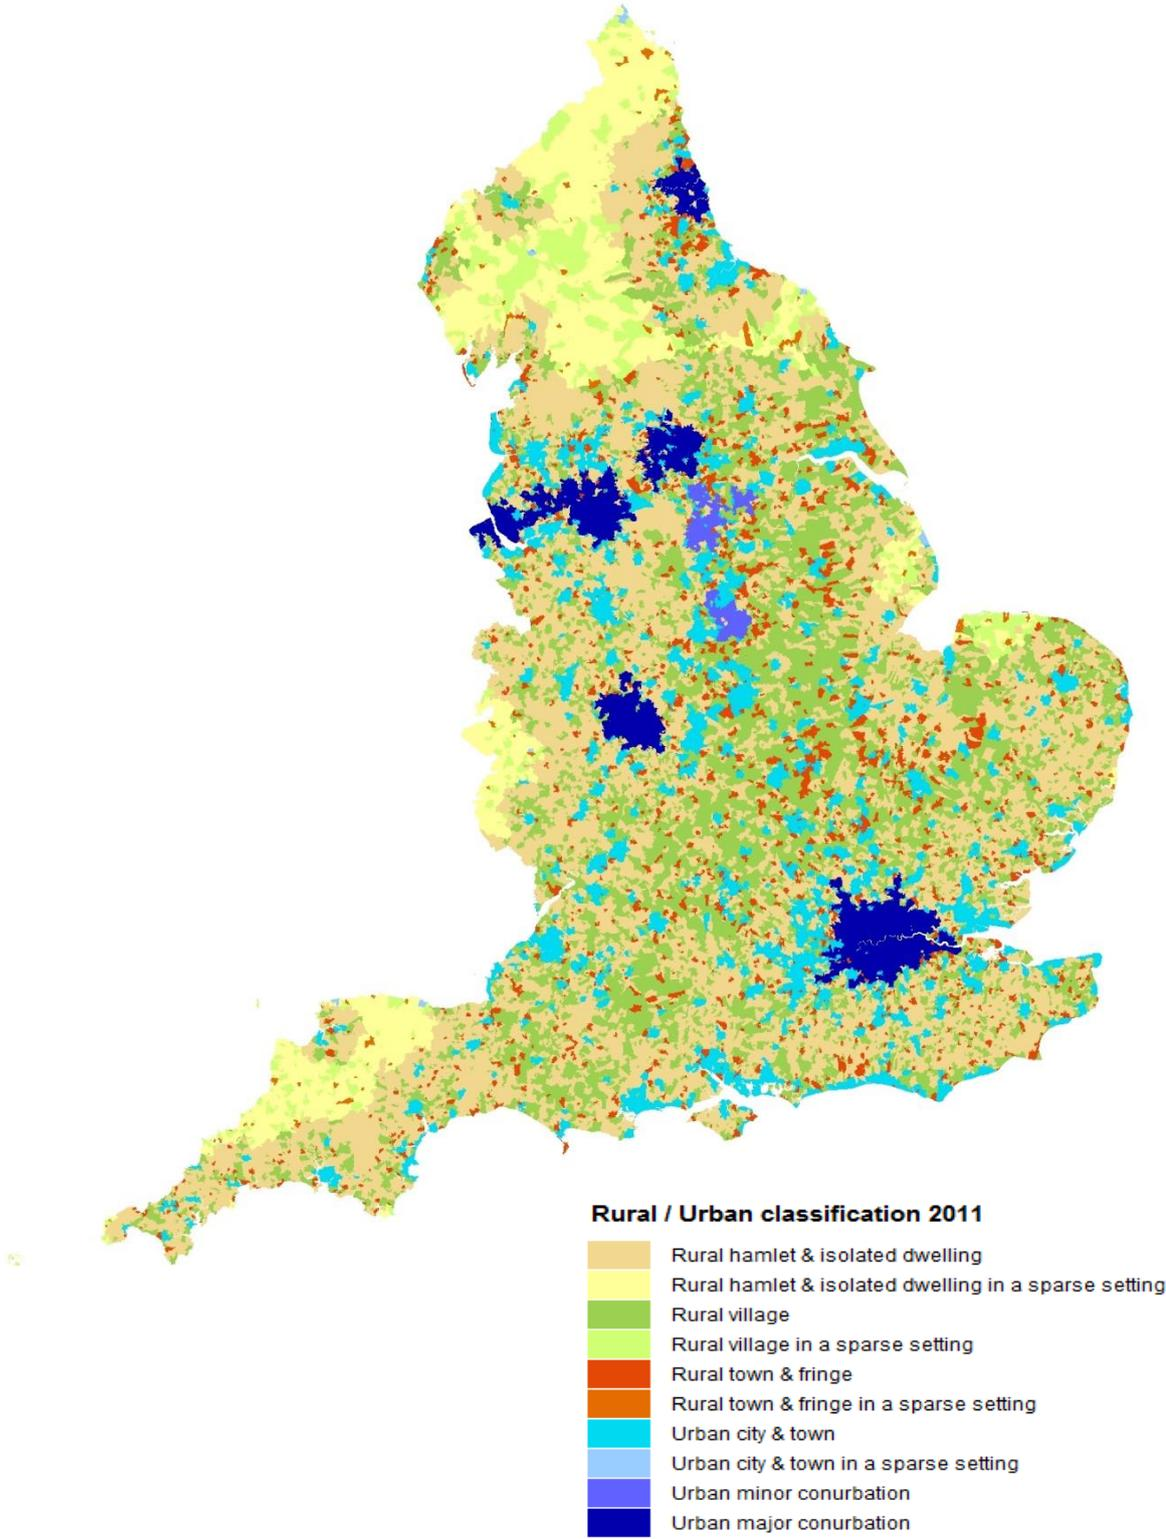 Rural / Urban classification 2011
Rural hamlet & isolated dwelling
Rural hamlet & isolated dwelling in a sparse setting
Rural village
Rural village in a sparse setting
Rural town & fringe
Rural town & fringe in a sparse setting
Urban city & town
Urban city & town in a sparse setting
Urban minor conurbation
Urban major conurbation